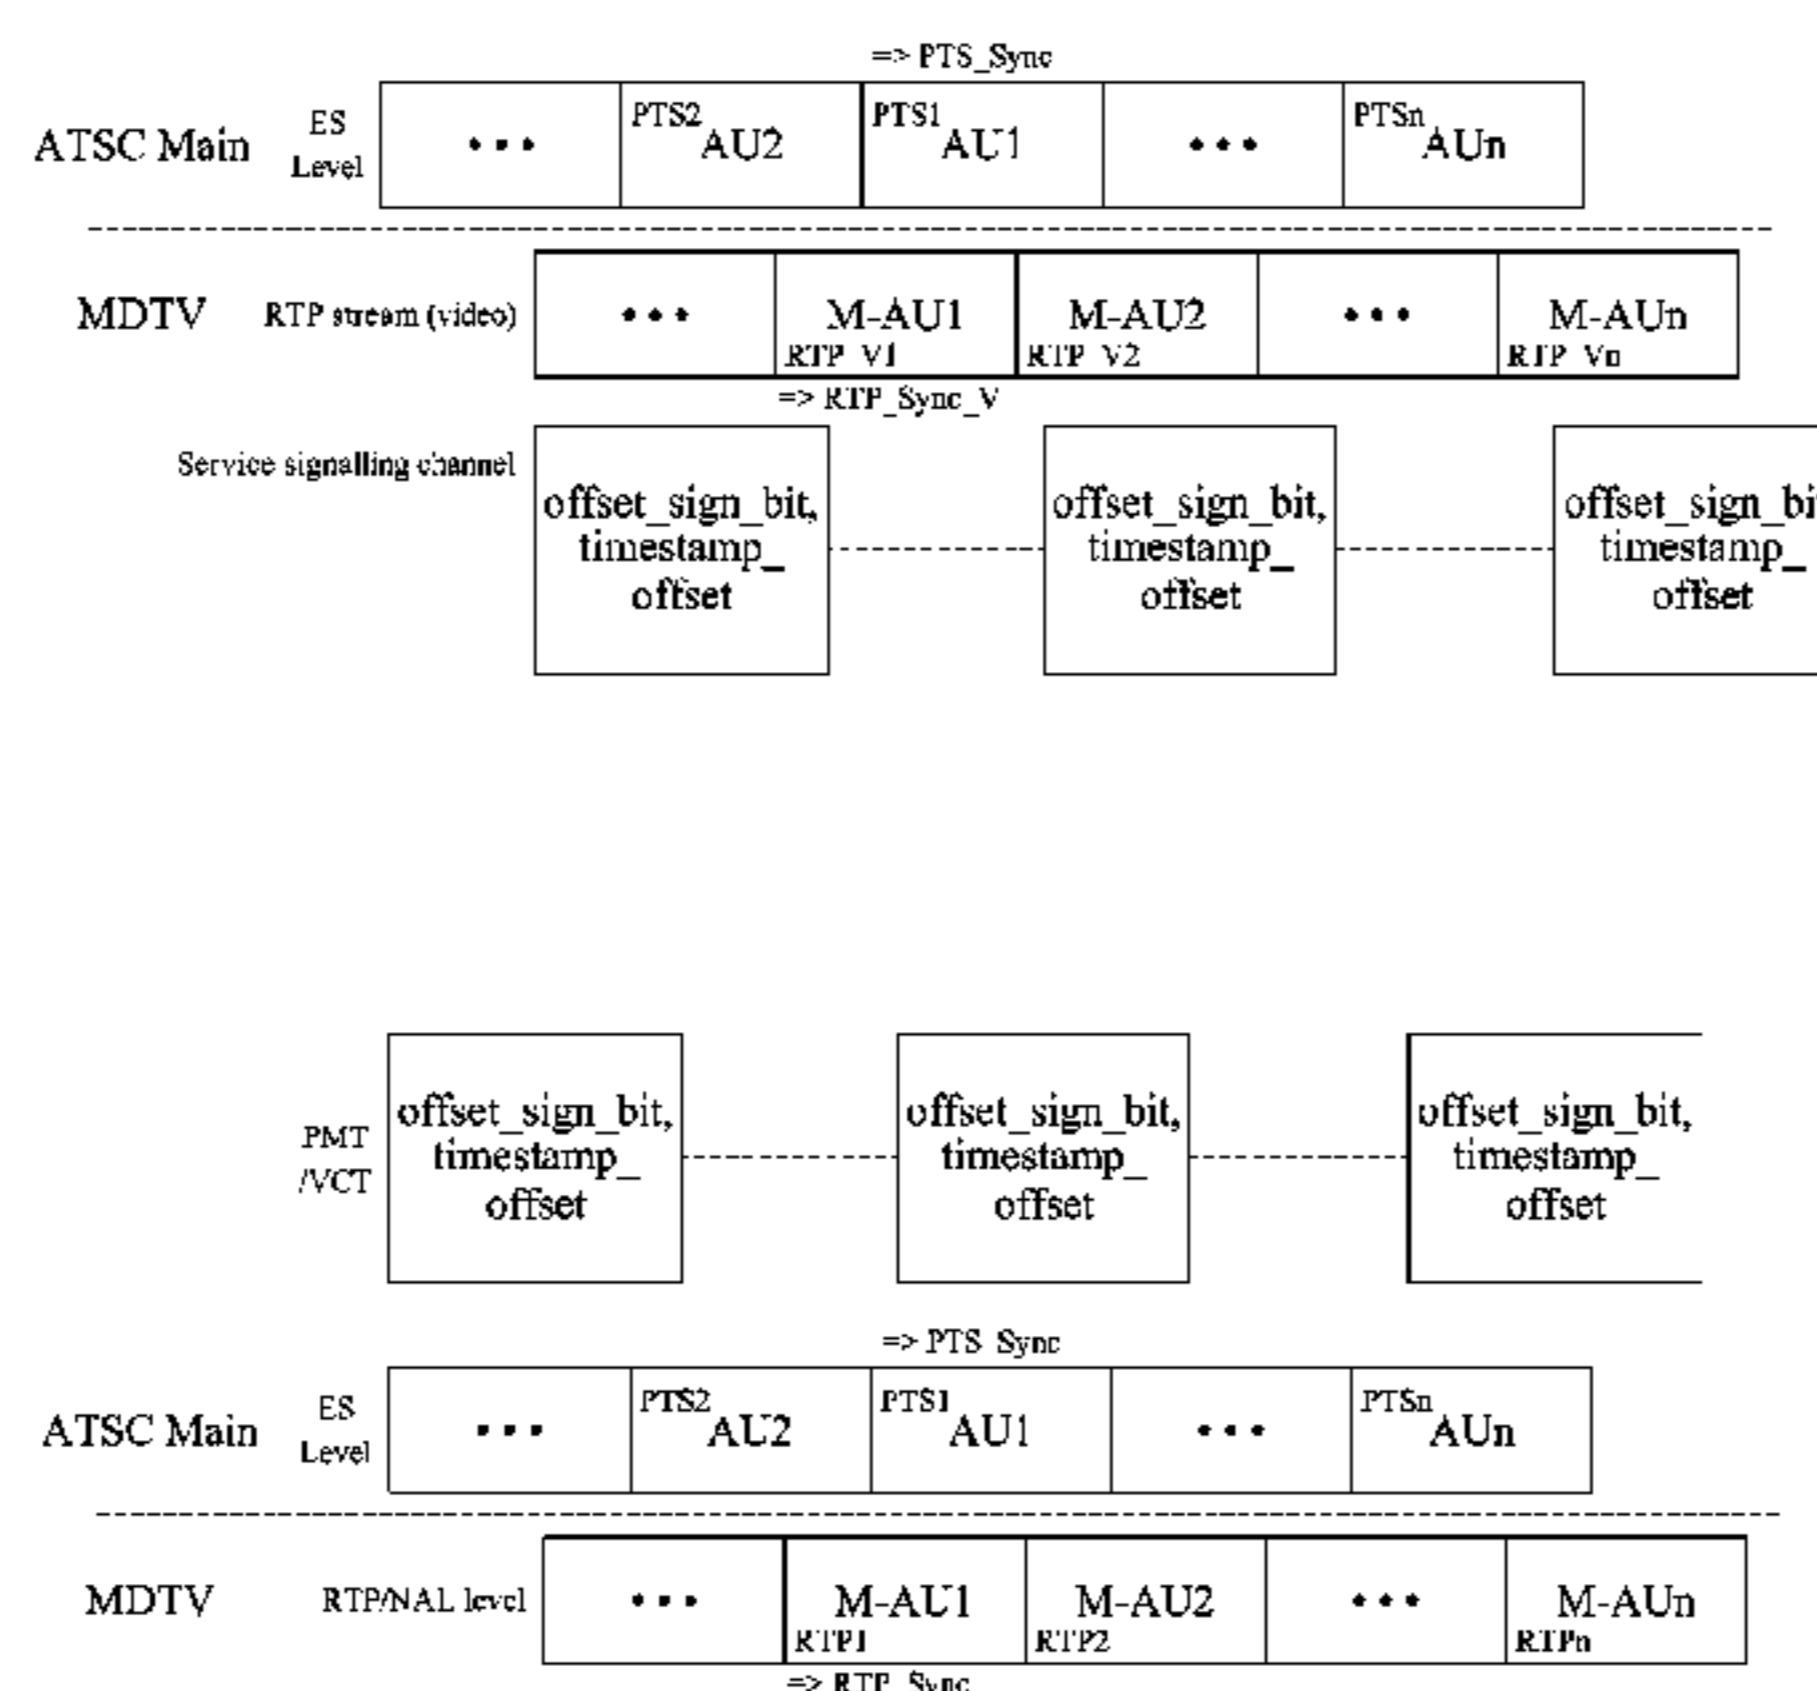 => PTS_Sync
ATSC Main
ES
Level
•••
PTS2
AU2
PTS1
AU1
•••
PTSn
AUn
MDTV
RTP stream (video)
•••
M-AU1
RTP_V1
M-AU2
RTP_V2
•••
M-AUn
RTP_Vn
=> RTP_Sync_V
Service signalling channel
offset_sign_bit,
timestamp_
offset
offset_sign_bit,
timestamp_
offset
offset_sign_bi
timestamp_
offset
PMT
/VCT
offset_sign_bit,
timestamp_
offset
offset_sign_bit,
timestamp_
offset
offset_sign_bit,
timestamp_
offset
=> PTS_Sync
ATSC Main
ES
Level
•••
PTS2
AU2
PTS1
AU1
•••
PTSn
AUn
MDTV
RTP/NAL level
•••
M-AU1
RTP1
M-AU2
RTP2
•••
M-AUn
RTPn
=> RTP_Sync